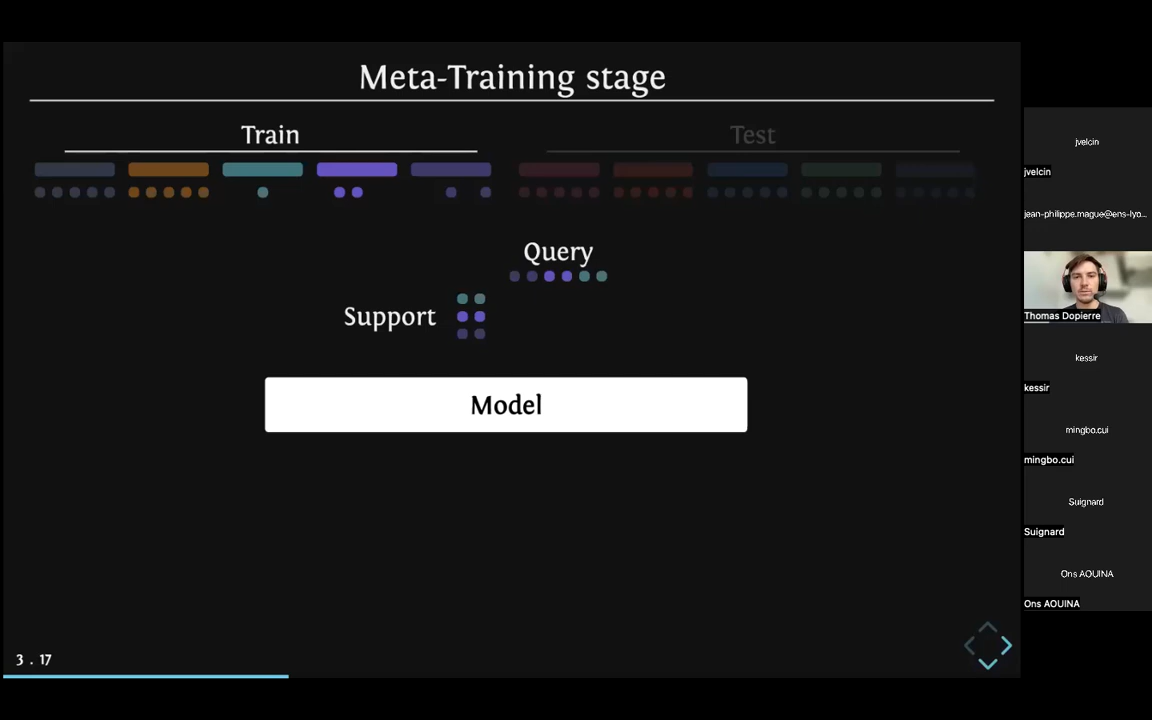 Meta-Training stage
Train
Test
Query
Support
Model
3 . 17
jvelcin
jvelcin
jean-philippe.mague@ens-lyo...
Thomas Dopierre
kessir
kessir
mingbo.cui
mingbo.cui
Suignard
Suignard
Ons AOUINA
Ons AOUINA